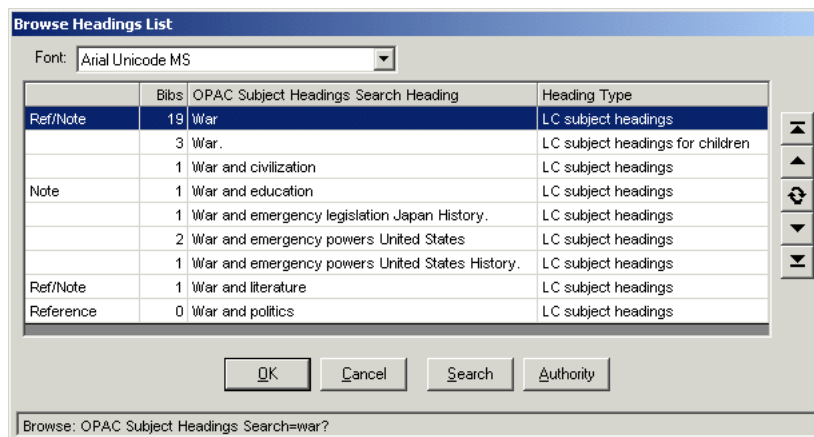 Browse Headings List
Font: Arial Unicode MS
Bibs OPAC Subject Headings Search Heading Heading Type
Ref/Note 19 War LC subject headings
3 War. LC subject headings for children
1 War and civilization LC subject headings
Note 1 War and education LC subject headings
1 War and emergency legislation Japan History. LC subject headings
2 War and emergency powers United States LC subject headings
1 War and emergency powers United States History. LC subject headings
Ref/Note 1 War and literature LC subject headings
Reference 0 War and politics LC subject headings
OK Cancel Search Authority
Browse: OPAC Subject Headings Search=war?